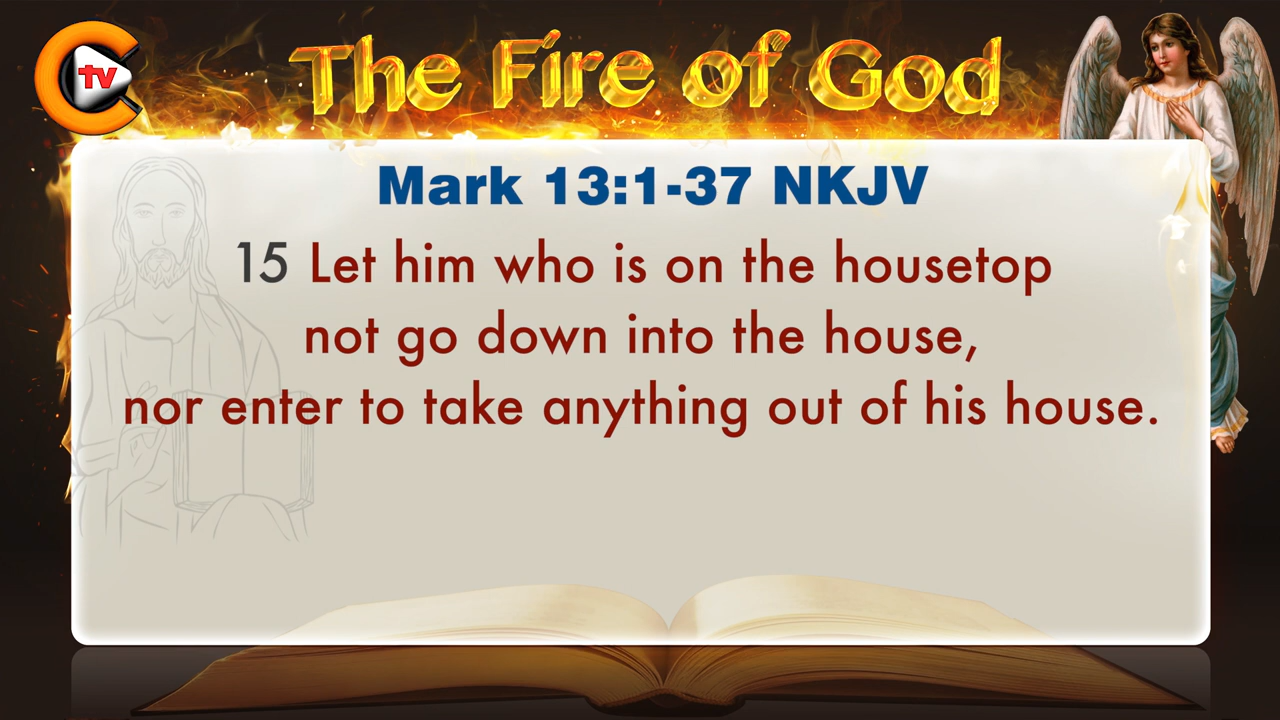 tv
The Fire of God
Mark 13:1-37 NKJV
15 Let him who is on the housetop
not go down into the house,
nor enter to take anything out of his house.